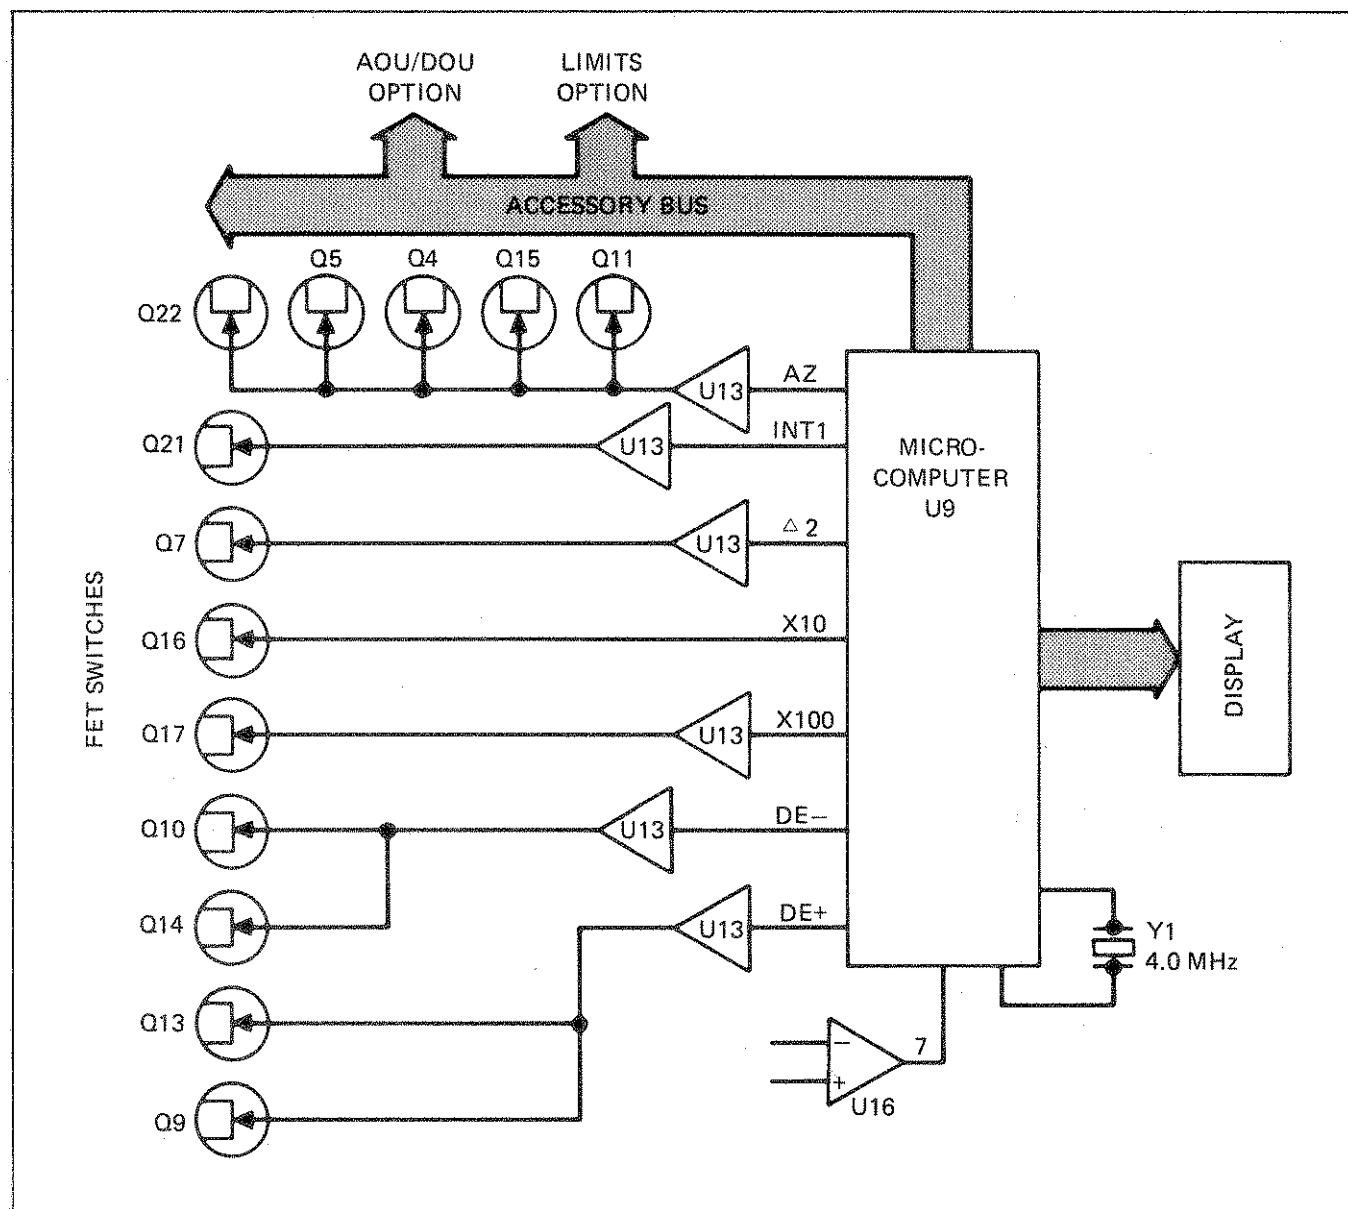 AOU/DOU
OPTION
LIMITS
OPTION
ACCESSORY BUS
Q5
Q4
Q15
Q11
Q22
U13
AZ
Q21
U13
INT1
MICRO-
COMPUTER
U9
Q7
U13
△ 2
FET SWITCHES
Q16
X10
DISPLAY
Q17
U13
X100
Q10
U13
DE−
Q14
U13
DE+
Y1
4.0 MHz
Q13
−
+
7
U16
Q9